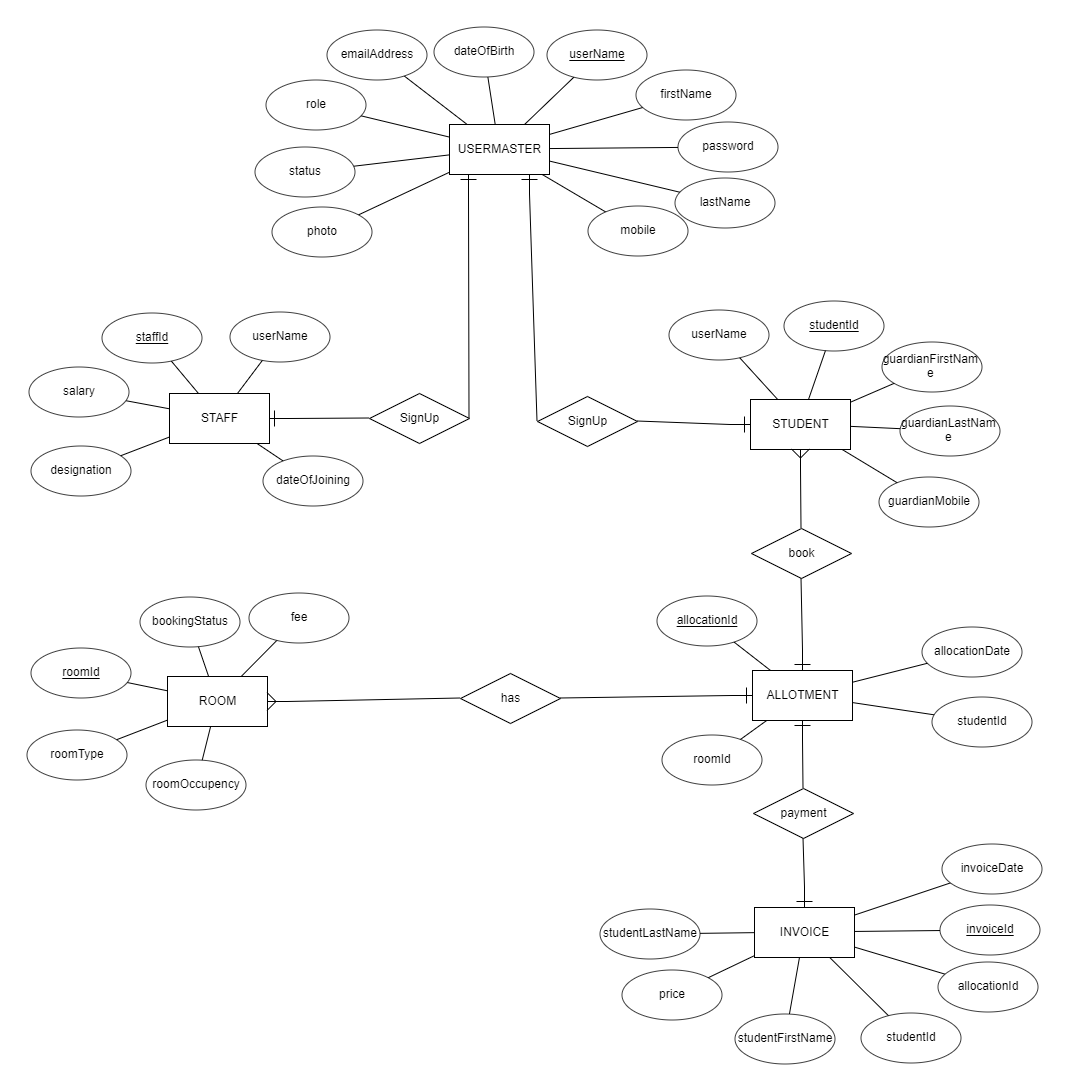 dateOfBirth
emailAddress
userName
firstName
role
password
USERMASTER
status
lastName
photo
mobile
staffId
userName
userName
studentId
guardianFirstNam
e
salary
STAFF
SignUp
SignUp
STUDENT
guardianLastNam
e
designation
dateOfJoining
guardianMobile
book
bookingStatus
fee
allocationId
allocationDate
roomId
ROOM
has
ALLOTMENT
studentId
roomType
roomId
roomOccupency
payment
invoiceDate
studentLastName
INVOICE
invoiceId
allocationId
price
studentFirstName
studentId